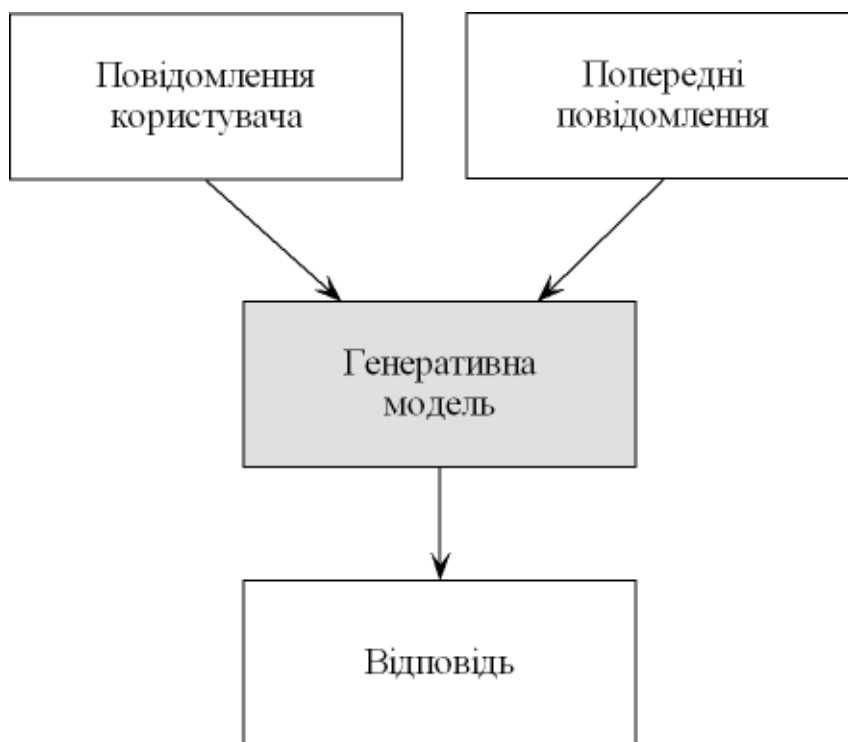 Повідомлення
користувача
Попередні
повідомлення
Генеративна
модель
Відповідь